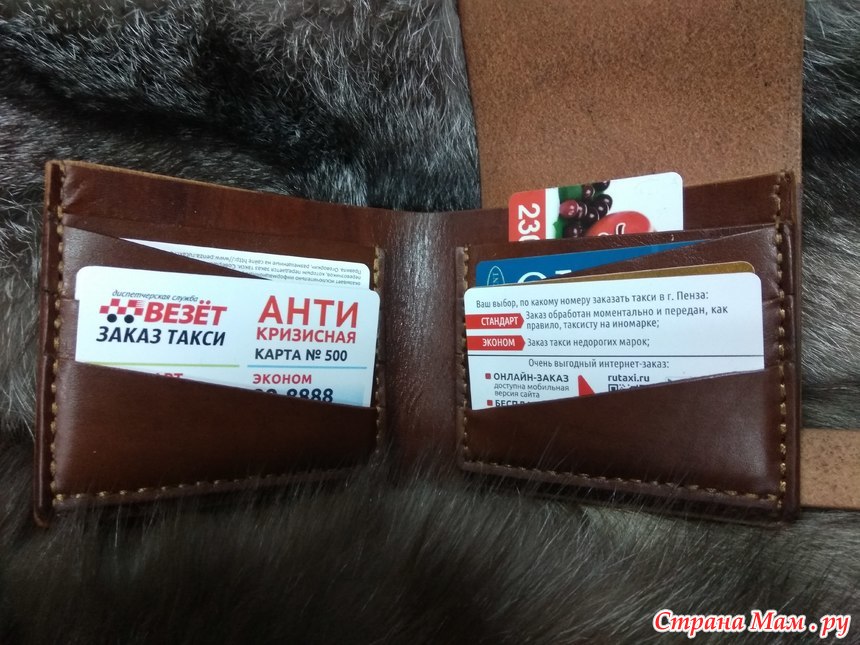 диспетчерская служба
ВЕЗЁТ
ЗАКАЗ ТАКСИ
АНТИ
КРИЗИСНАЯ
КАРТА № 500
ЭКОНОМ
8888
230
Ваш выбор, по какому номеру заказать такси в г. Пенза:
СТАНДАРТ Заказ обработан моментально и передан, как
правило, таксисту на иномарке;
ЭКОНОМ Заказ такси недорогих марок;
Очень выгодный интернет-заказ:
ОНЛАЙН-ЗАКАЗ rutaxi.ru
доступна мобильная
версия сайта
Страна Мам.ру